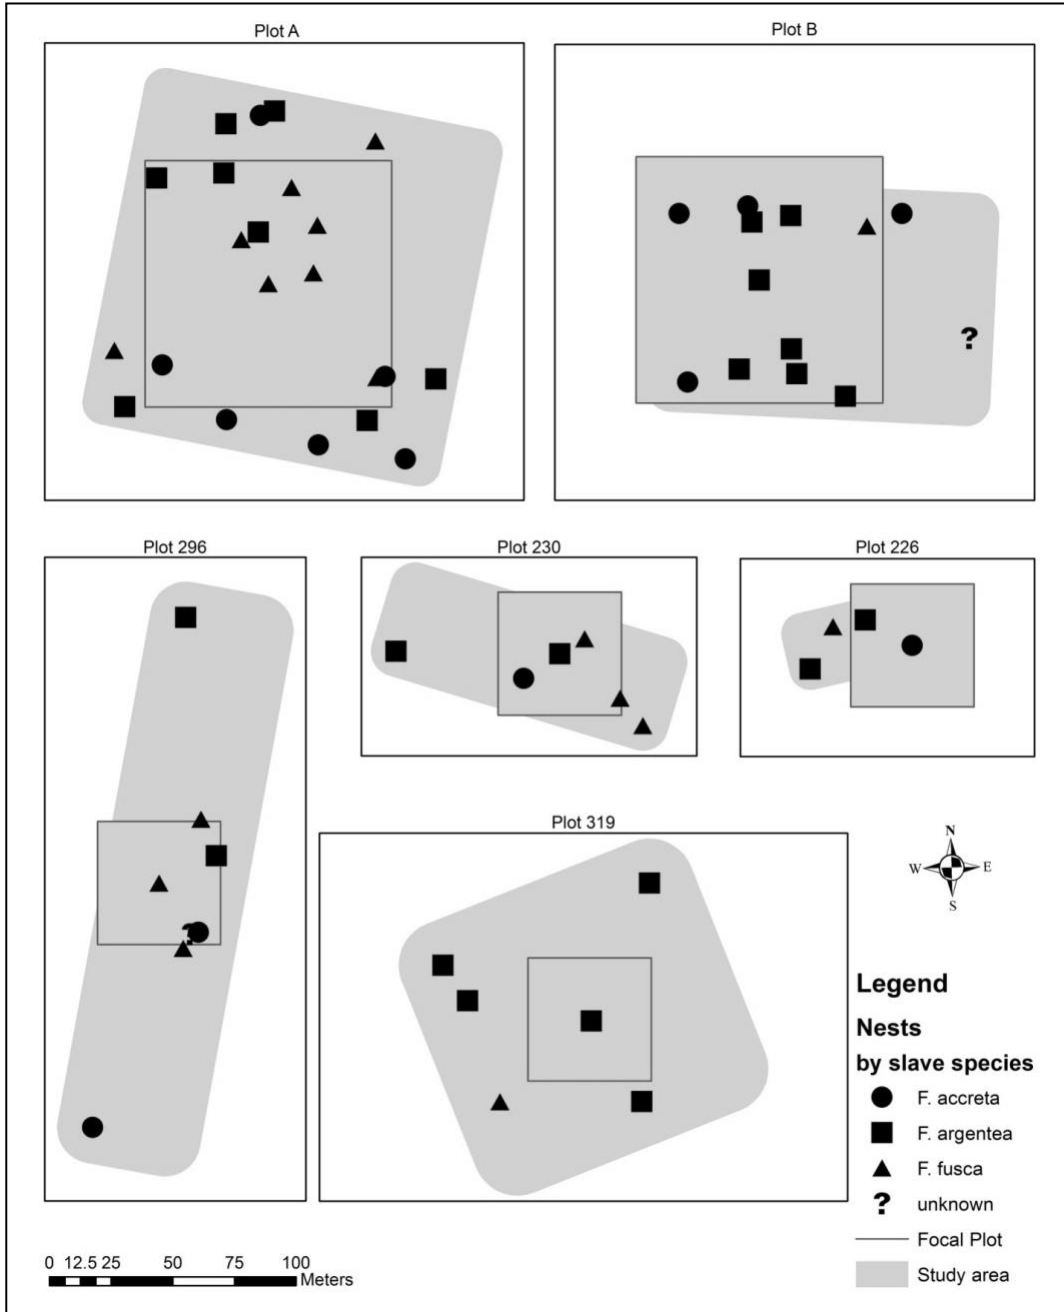 Plot A
Plot B
?
Plot 296
Plot 230
Plot 226
?
Plot 319
N
W E
S
Legend
Nests
by slave species
F. accreta
F. argentea
F. fusca
? unknown
Focal Plot
Study area
0 12.5 25 50 75 100
Meters